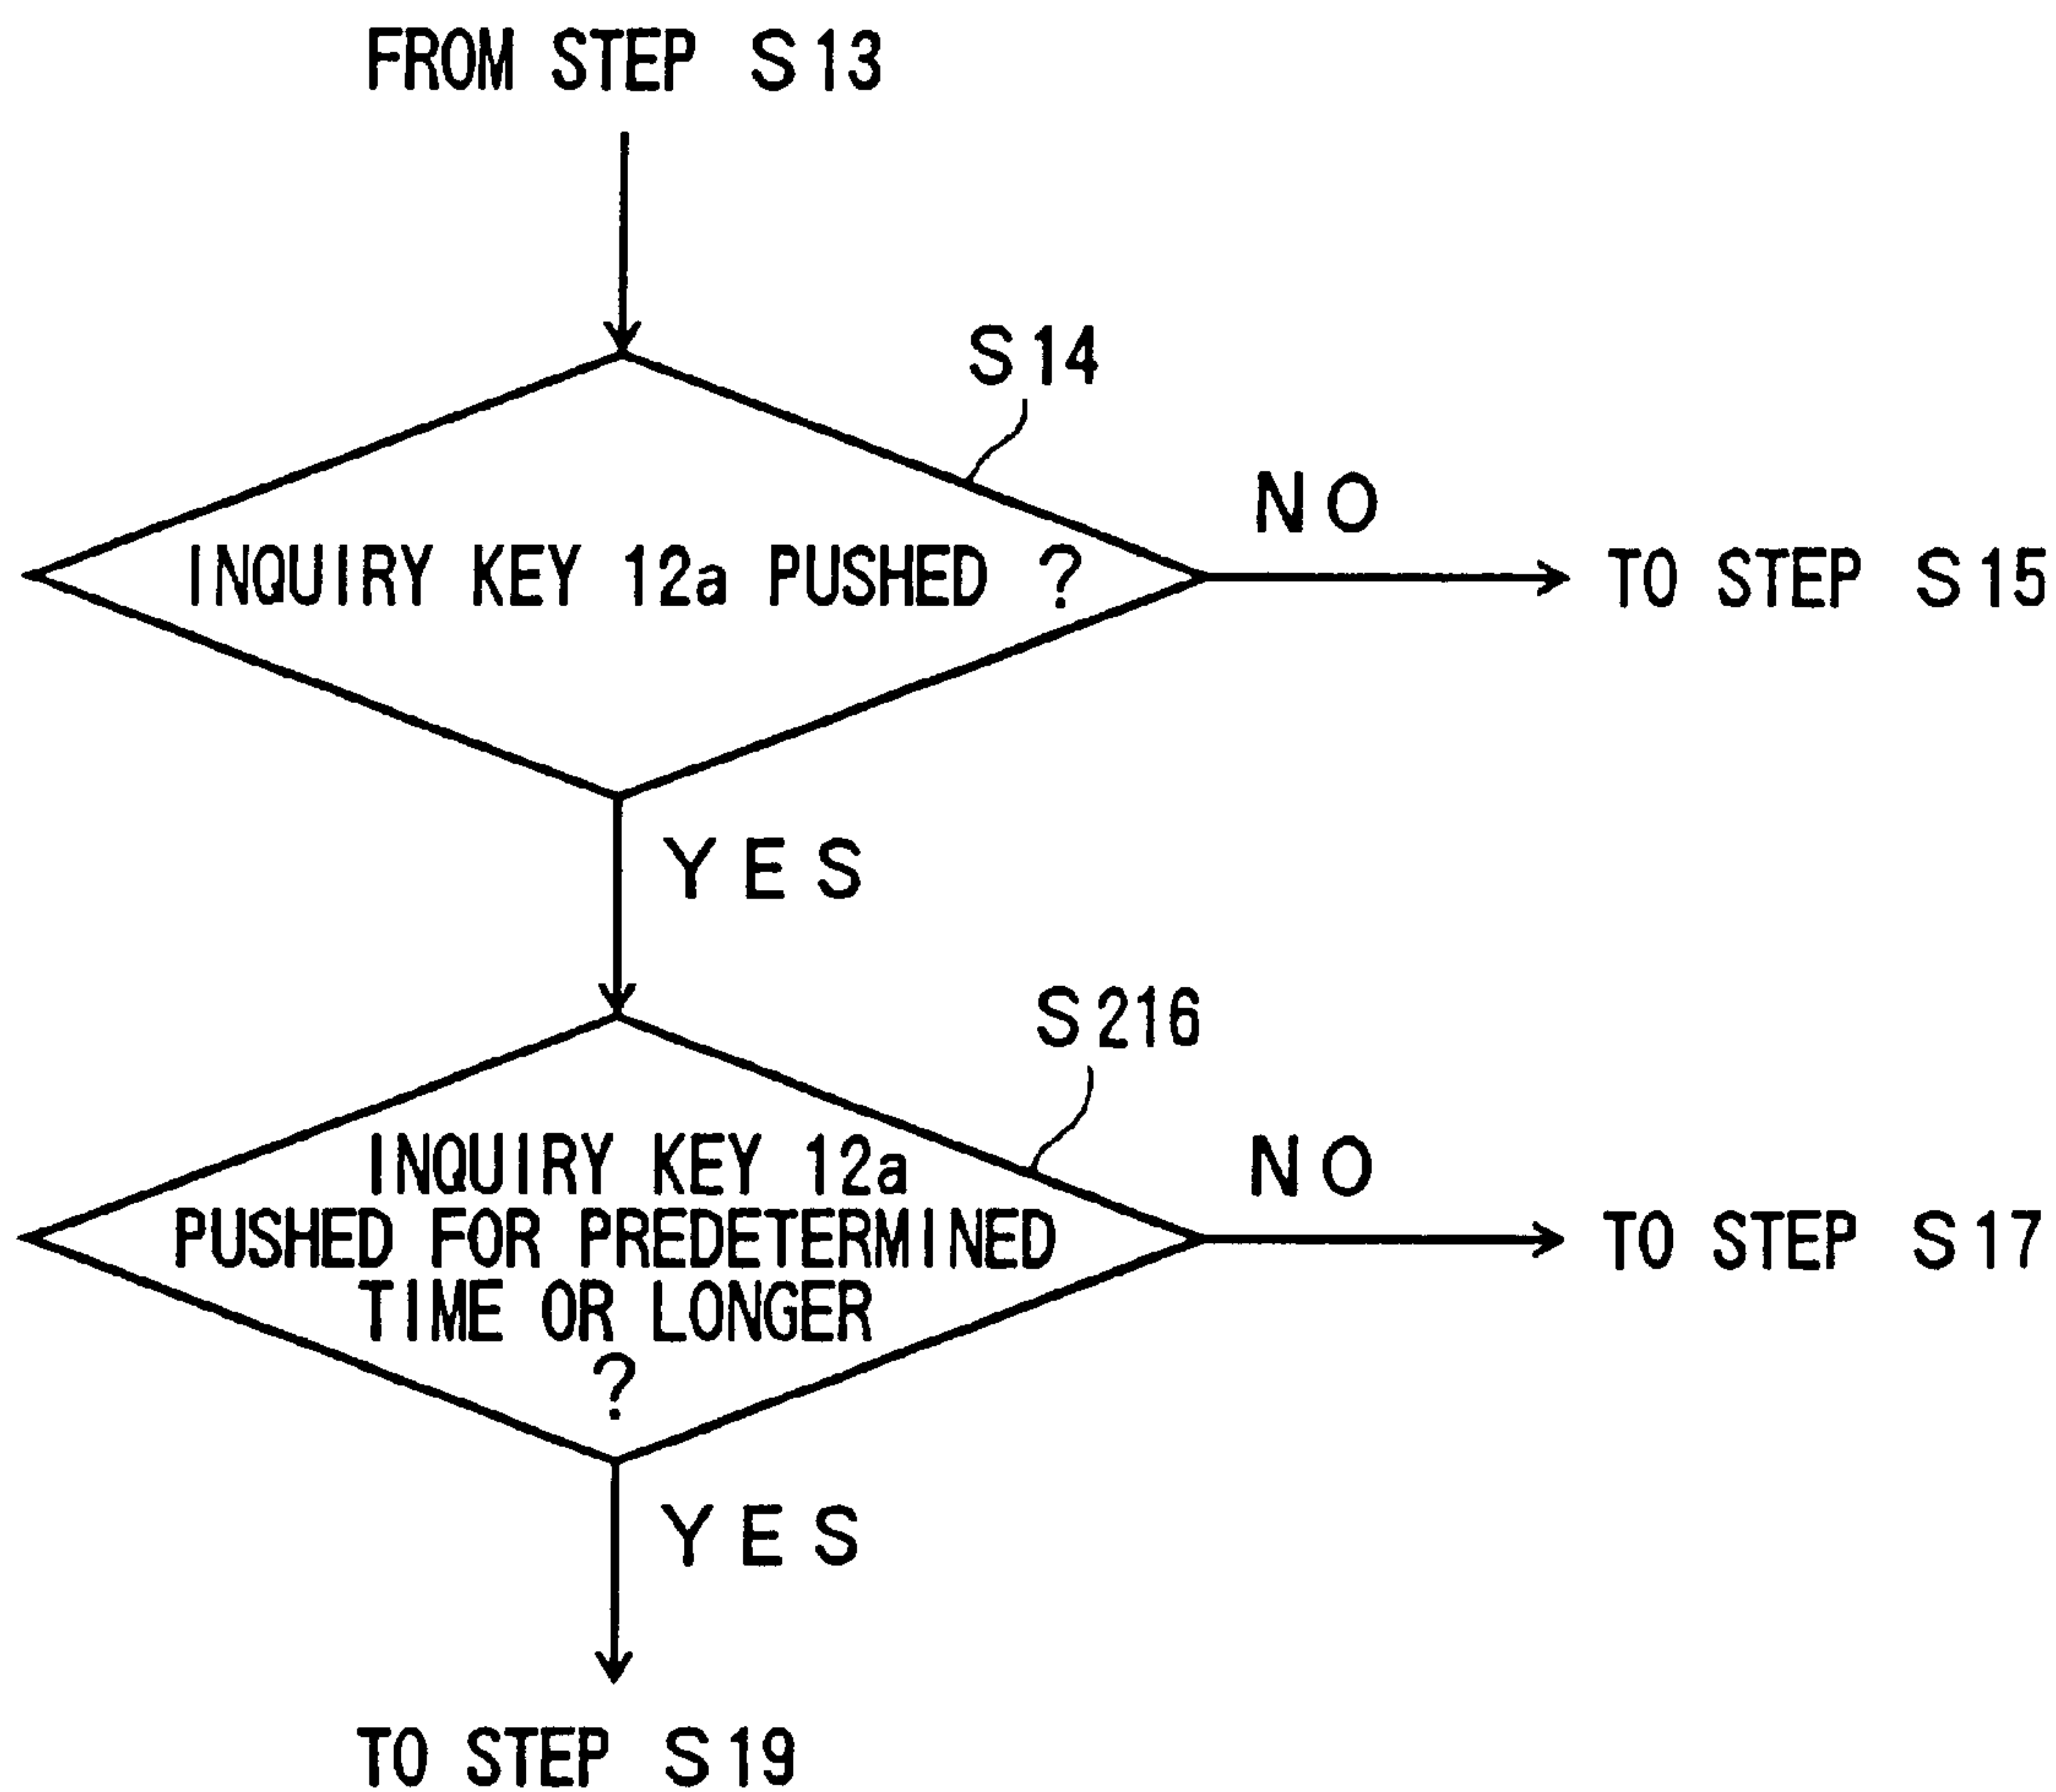 FROM STEP S13
S14
NO
INQUIRY KEY 12a PUSHED ?
TO STEP S15
YES
S216
INQUIRY KEY 12a
NO
PUSHED FOR PREDETERMINED
TO STEP S17
TIME OR LONGER
?
YES
TO STEP S19